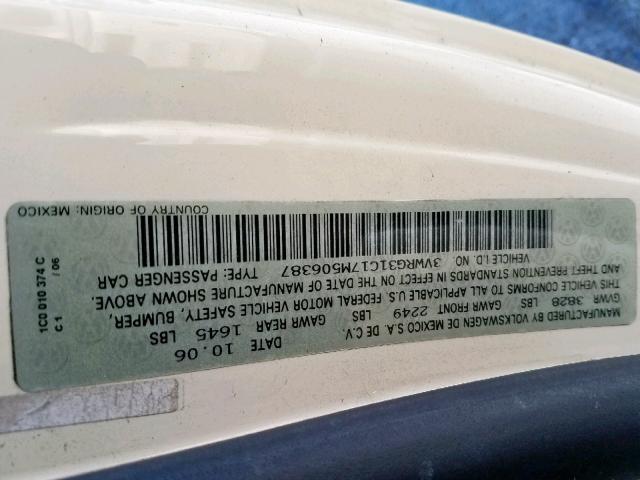 MANUFACTURED BY VOLKSWAGEN DE MEXICO S.A. DE C.V. DATE 10.06
GVWR 3828 LBS GAWR FRONT 2249 LBS GAWR REAR 1645 LBS
THIS VEHICLE CONFORMS TO ALL APPLICABLE U.S. FEDERAL MOTOR VEHICLE SAFETY, BUMPER,
AND THEFT PREVENTION STANDARDS IN EFFECT ON THE DATE OF MANUFACTURE SHOWN ABOVE.
VEHICLE I.D. NO. 3VWRG31C17M506387 TYPE: PASSENGER CAR
COUNTRY OF ORIGIN: MEXICO
1C0 010 374 C
C 1 / 06